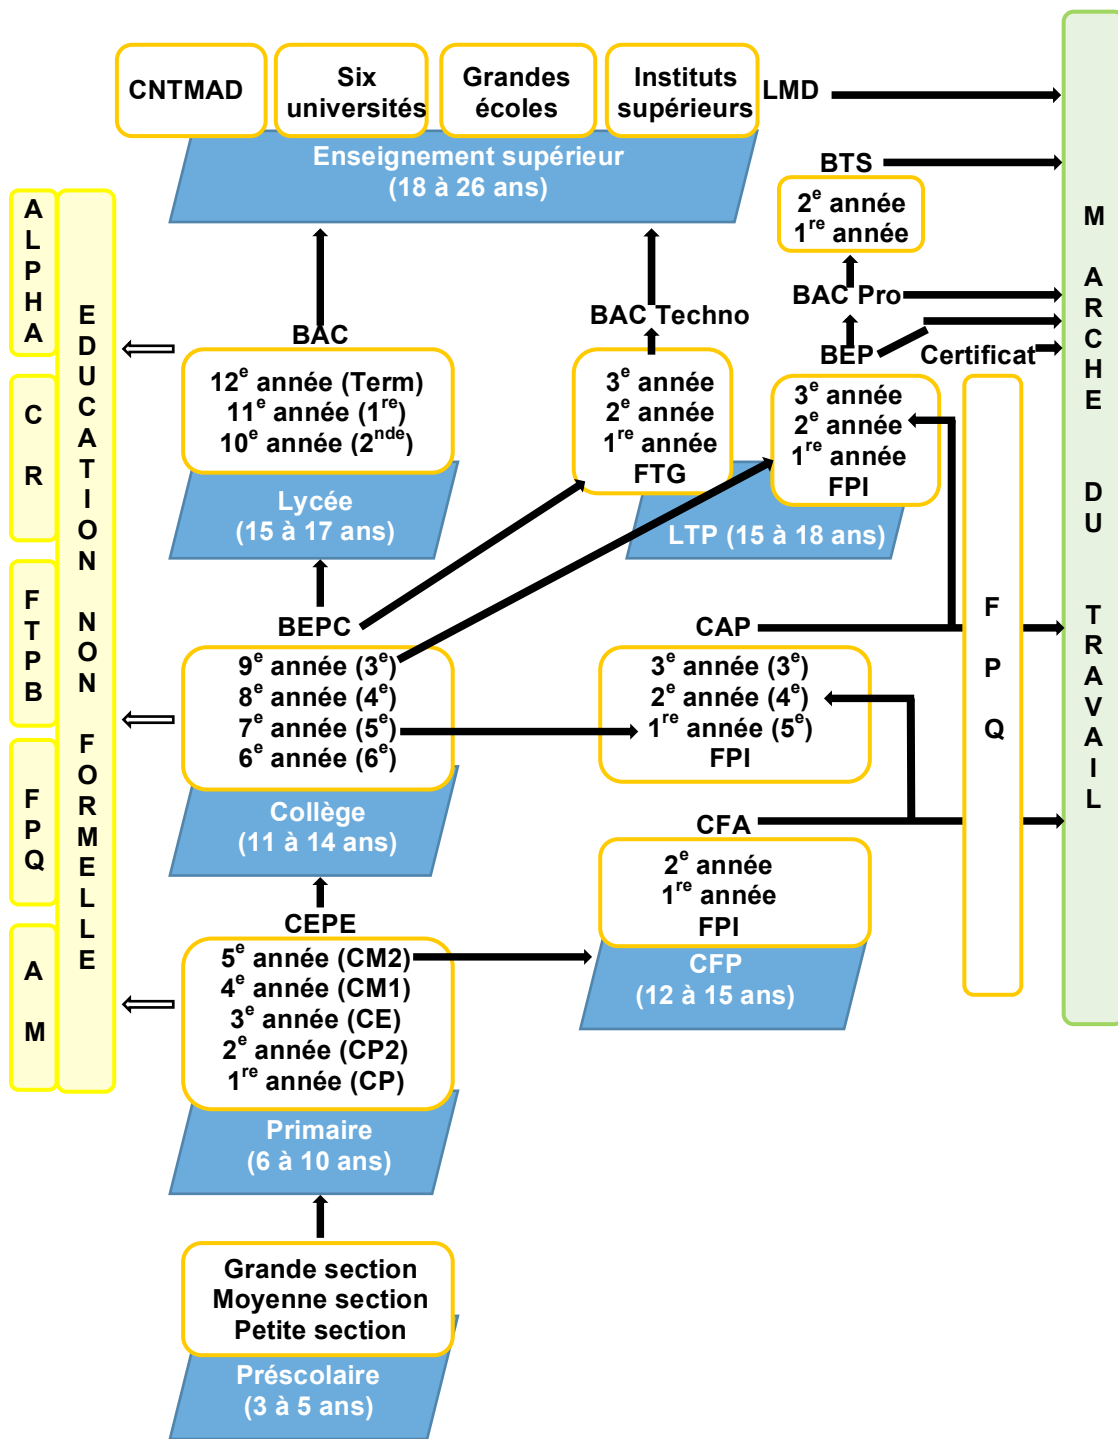 CNTMAD
Six
universités
Grandes
écoles
Instituts
supérieurs
LMD
Enseignement supérieur
(18 à 26 ans)
BTS
2e année
1re année
BAC Pro
BAC
BAC Techno
BEP
Certificat
12e année (Term)
11e année (1re)
10e année (2nde)
Lycée
(15 à 17 ans)
3e année
2e année
1re année
FTG
3e année
2e année
1re année
FPI
LTP (15 à 18 ans)
BEPC
9e année (3e)
8e année (4e)
7e année (5e)
6e année (6e)
Collège
(11 à 14 ans)
CAP
3e année (3e)
2e année (4e)
1re année (5e)
FPI
CFA
2e année
1re année
FPI
CFP
(12 à 15 ans)
CEPE
5e année (CM2)
4e année (CM1)
3e année (CE)
2e année (CP2)
1re année (CP)
Primaire
(6 à 10 ans)
Grande section
Moyenne section
Petite section
Préscolaire
(3 à 5 ans)
ALPHA
CR
FTPB
FPQ
AM
EDUCATION NON FORMELLE
FPQ
MARCHE DU TRAVAIL